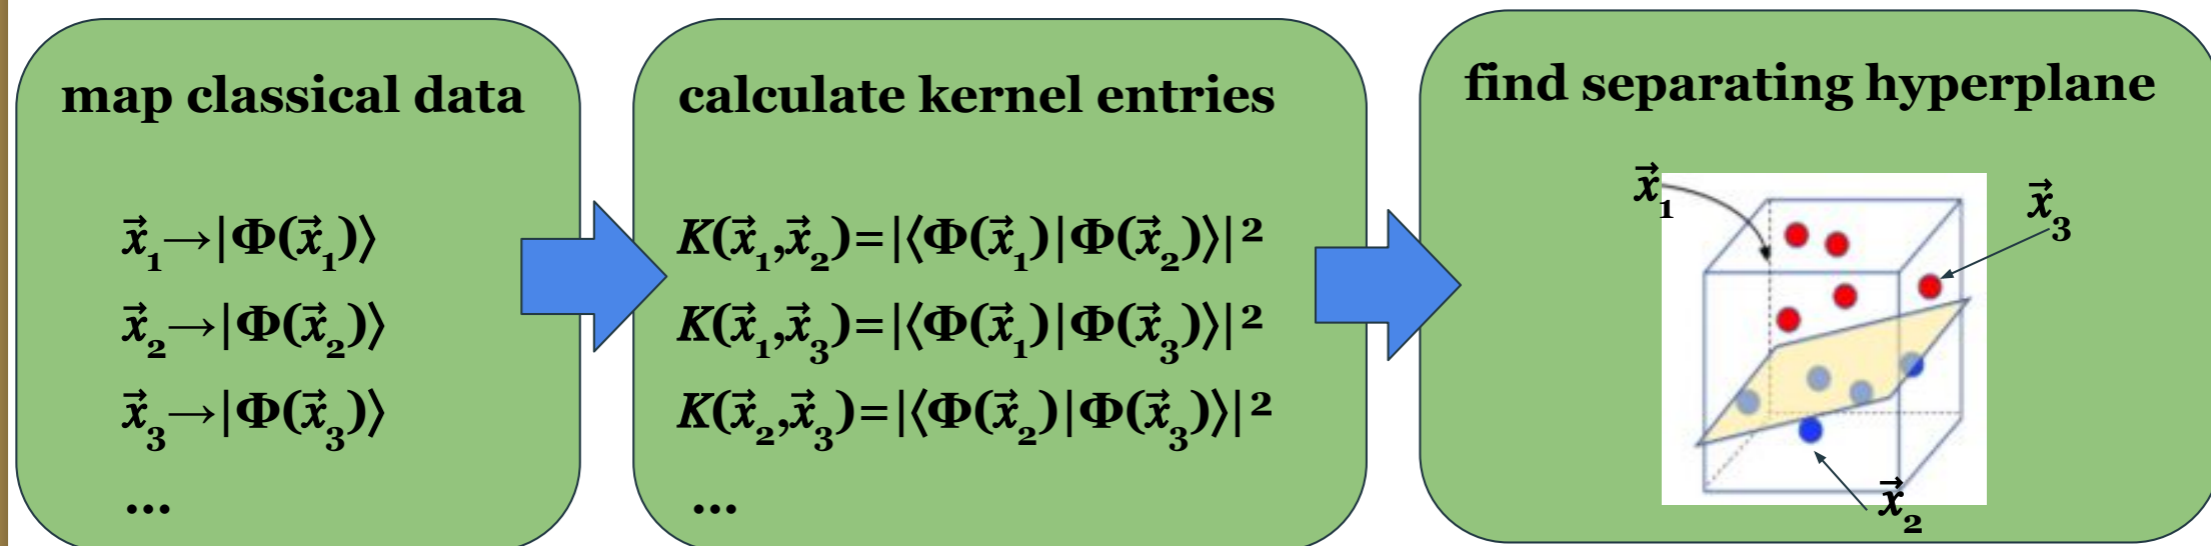 map classical data
x⃗₁→|Φ(x⃗₁)⟩
x⃗₂→|Φ(x⃗₂)⟩
x⃗₃→|Φ(x⃗₃)⟩
...
calculate kernel entries
K(x⃗₁,x⃗₂)=|⟨Φ(x⃗₁)|Φ(x⃗₂)⟩|²
K(x⃗₁,x⃗₃)=|⟨Φ(x⃗₁)|Φ(x⃗₃)⟩|²
K(x⃗₂,x⃗₃)=|⟨Φ(x⃗₂)|Φ(x⃗₃)⟩|²
...
find separating hyperplane
x⃗₁
x⃗₃
x⃗₂